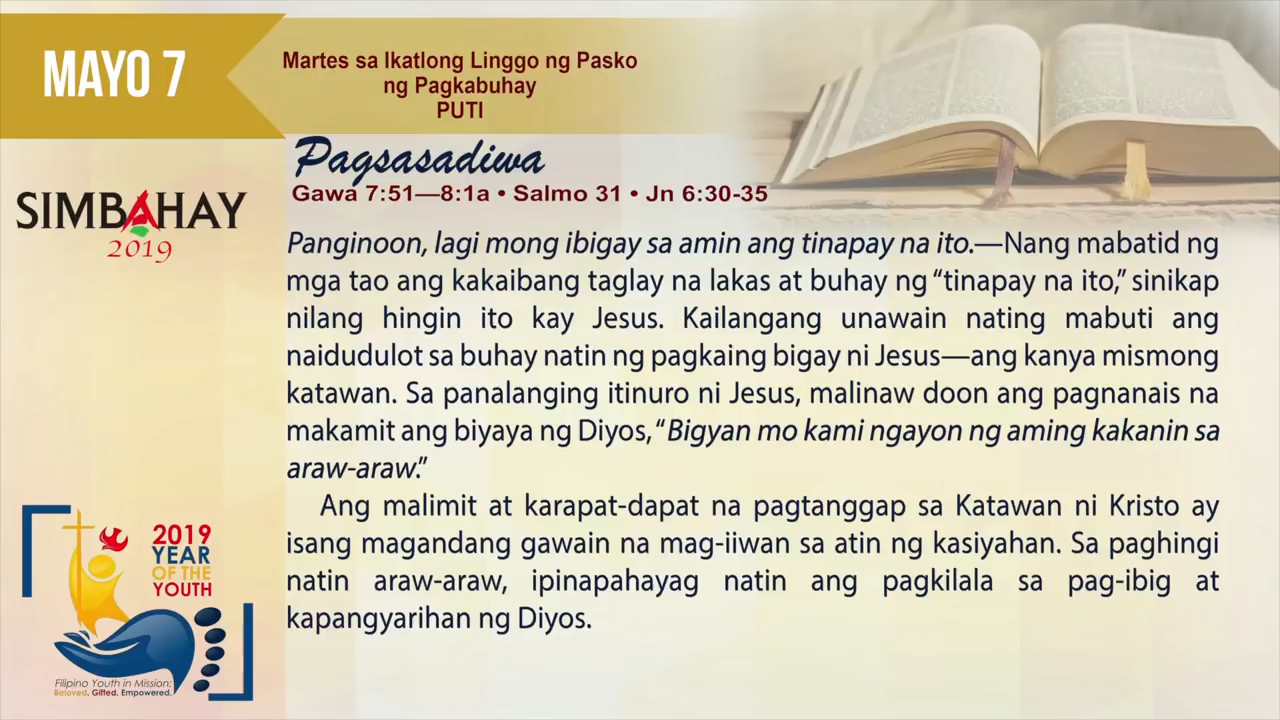 MAYO 7
Martes sa Ikatlong Linggo ng Pasko
ng Pagkabuhay
PUTI
Pagsasadiwa
Gawa 7:51—8:1a • Salmo 31 • Jn 6:30-35
SIMBAHAY
2019
Panginoon, lagi mong ibigay sa amin ang tinapay na ito.—Nang mabatid ng
mga tao ang kakaibang taglay na lakas at buhay ng “tinapay na ito,” sinikap
nilang hingin ito kay Jesus. Kailangang unawain nating mabuti ang
naidudulot sa buhay natin ng pagkaing bigay ni Jesus—ang kanya mismong
katawan. Sa panalanging itinuro ni Jesus, malinaw doon ang pagnanais na
makamit ang biyaya ng Diyos, “Bigyan mo kami ngayon ng aming kakanin sa
araw-araw.”
Ang malimit at karapat-dapat na pagtanggap sa Katawan ni Kristo ay
isang magandang gawain na mag-iiwan sa atin ng kasiyahan. Sa paghingi
natin araw-araw, ipinapahayag natin ang pagkilala sa pag-ibig at
kapangyarihan ng Diyos.
2019
YEAR
OF THE
YOUTH
Filipino Youth in Mission:
Beloved. Gifted. Empowered.